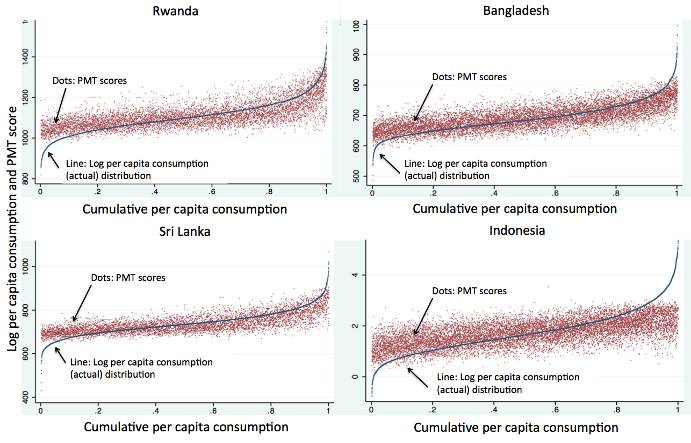 Rwanda
Bangladesh
Dots: PMT scores
Line: Log per capita consumption
(actual) distribution
800
1000
1200
1400
0
.2
.4
.6
.8
1
Cumulative per capita consumption
Dots: PMT scores
Line: Log per capita consumption
(actual) distribution
500
600
700
800
900
100
0
.2
.4
.6
.8
1
Cumulative per capita consumption
Log per capita consumption and PMT score
Sri Lanka
Indonesia
Dots: PMT scores
Line: Log per capita consumption
(actual) distribution
400
600
800
1000
0
.2
.4
.6
.8
1
Cumulative per capita consumption
Dots: PMT scores
Line: Log per capita consumption
(actual) distribution
0
2
4
0
.2
.4
.6
.8
1
Cumulative per capita consumption